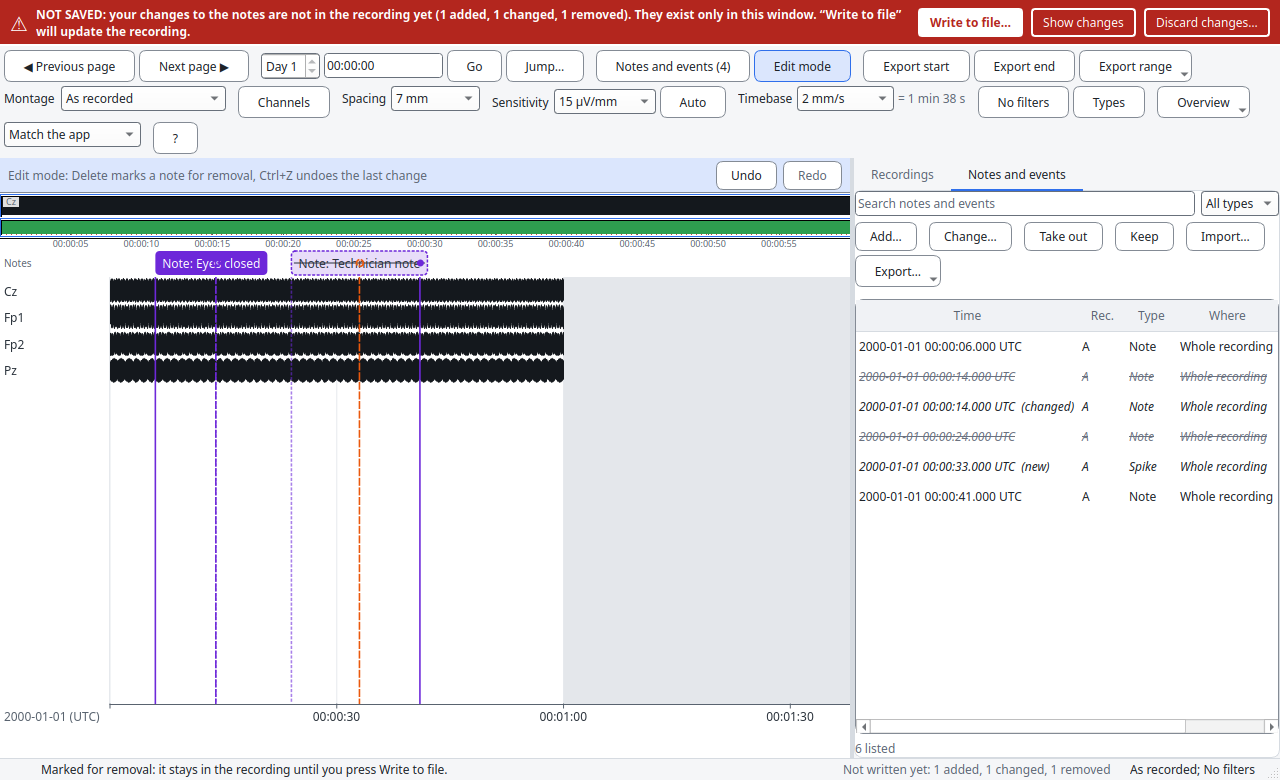 NOT SAVED: your changes to the notes are not in the recording yet (1 added, 1 changed, 1 removed). They exist only in this window. “Write to file”
will update the recording.
Write to file...
Show changes
Discard changes...
◀ Previous page
Next page ▶
Day 1
00:00:00
Go
Jump...
Notes and events (4)
Edit mode
Export start
Export end
Export range
Montage
As recorded
Channels
Spacing
7 mm
Sensitivity
15 µV/mm
Auto
Timebase
2 mm/s
= 1 min 38 s
No filters
Types
Overview
Match the app
?
Edit mode: Delete marks a note for removal, Ctrl+Z undoes the last change
Undo
Redo
Cz
00:00:05 00:00:10 00:00:15 00:00:20 00:00:25 00:00:30 00:00:35 00:00:40 00:00:45 00:00:50 00:00:55
Notes
Note: Eyes closed
Note: Technician note
Cz
Fp1
Fp2
Pz
2000-01-01 (UTC)
00:00:30
00:01:00
00:01:30
Recordings
Notes and events
Search notes and events
All types
Add...
Change...
Take out
Keep
Import...
Export...
Time Rec. Type Where
2000-01-01 00:00:06.000 UTC A Note Whole recording
2000-01-01 00:00:14.000 UTC A Note Whole recording
2000-01-01 00:00:14.000 UTC (changed) A Note Whole recording
2000-01-01 00:00:24.000 UTC A Note Whole recording
2000-01-01 00:00:33.000 UTC (new) A Spike Whole recording
2000-01-01 00:00:41.000 UTC A Note Whole recording
6 listed
Marked for removal: it stays in the recording until you press Write to file.
Not written yet: 1 added, 1 changed, 1 removed
As recorded; No filters